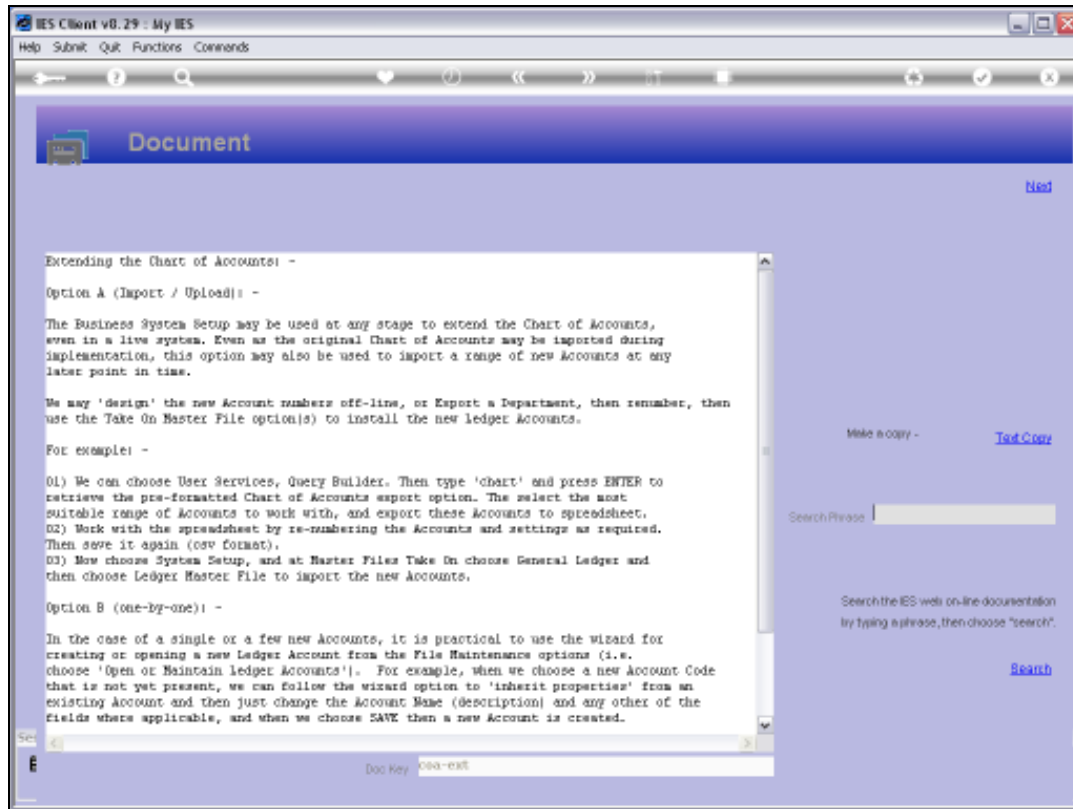 IES Client v8.29 : My IES
Help Submit Quit Functions Commands
Document
Next
Extending the Chart of Accounts: -
Option A (Import / Upload): -
The Business System Setup may be used at any stage to extend the Chart of Accounts,
even in a live system. Even as the original Chart of Accounts may be imported during
implementation, this option may also be used to import a range of new Accounts at any
later point in time.
We may 'design' the new Account numbers off-line, or Export a Department, then renumber, then
use the Take On Master File option(s) to install the new Ledger Accounts.
For example: -
01) We can choose User Services, Query Builder. Then type 'chart' and press ENTER to
retrieve the pre-formatted Chart of Accounts export option. The select the most
suitable range of Accounts to work with, and export these Accounts to spreadsheet.
02) Work with the spreadsheet by re-numbering the Accounts and settings as required.
Then save it again (csv format).
03) Now choose System Setup, and at Master Files Take On choose General Ledger and
then choose Ledger Master File to import the new Accounts.
Option B (one-by-one): -
In the case of a single or a few new Accounts, it is practical to use the wizard for
creating or opening a new Ledger Account from the File Maintenance options (i.e.
choose 'Open or Maintain Ledger Accounts'). For example, when we choose a new Account Code
that is not yet present, we can follow the wizard option to 'inherit properties' from an
existing Account and then just change the Account Name (description) and any other of the
fields where applicable, and when we choose SAVE then a new Account is created.
Make a copy -
Text Copy
Search Phrase
Search the IES web on-line documentation
by typing a phrase, then choose "search".
Search
Doc Key coa-ext